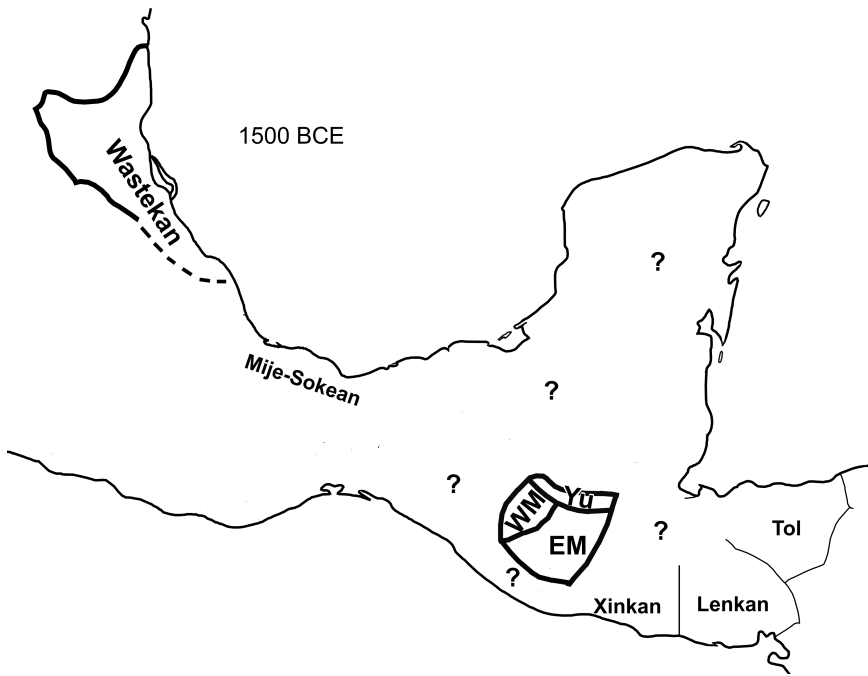 1500 BCE
Wastekan
?
Mije-Sokean
?
?
Yu
WM
EM
?
Tol
?
Xinkan
Lenkan